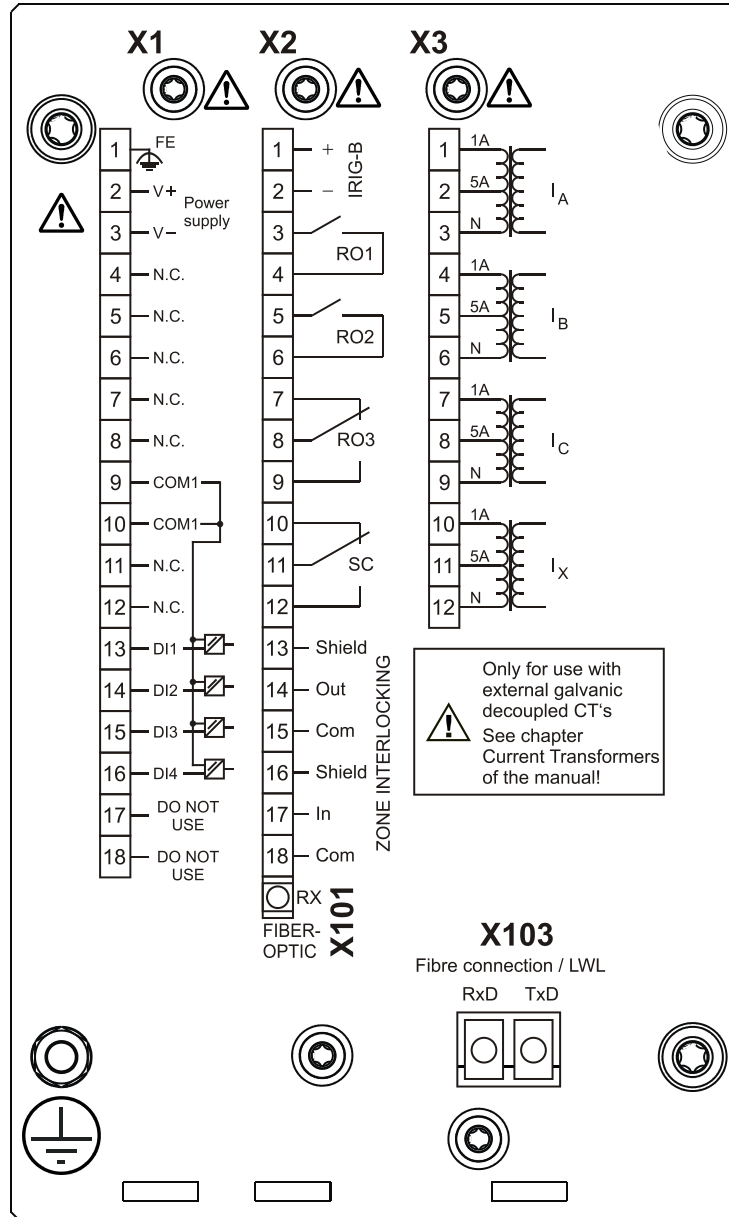 X1
1 FE
2 V+
Power
supply
3 V–
4 N.C.
5 N.C.
6 N.C.
7 N.C.
8 N.C.
9 COM1
10 COM1
11 N.C.
12 N.C.
13 DI1
14 DI2
15 DI3
16 DI4
17 DO NOT
USE
18 DO NOT
USE
X2
1 +
2 –
IRIG-B
3
RO1
4
5
RO2
6
7
8 RO3
9
10
11 SC
12
13 Shield
14 Out
15 Com
16 Shield
17 In
18 Com
ZONE INTERLOCKING
RX
FIBER-
OPTIC
X101
X3
1 1A
2 5A
3 N
IA
4 1A
5 5A
6 N
IB
7 1A
8 5A
9 N
IC
10 1A
11 5A
12 N
IX
Only for use with
external galvanic
decoupled CT's
See chapter
Current Transformers
of the manual!
X103
Fibre connection / LWL
RxD TxD